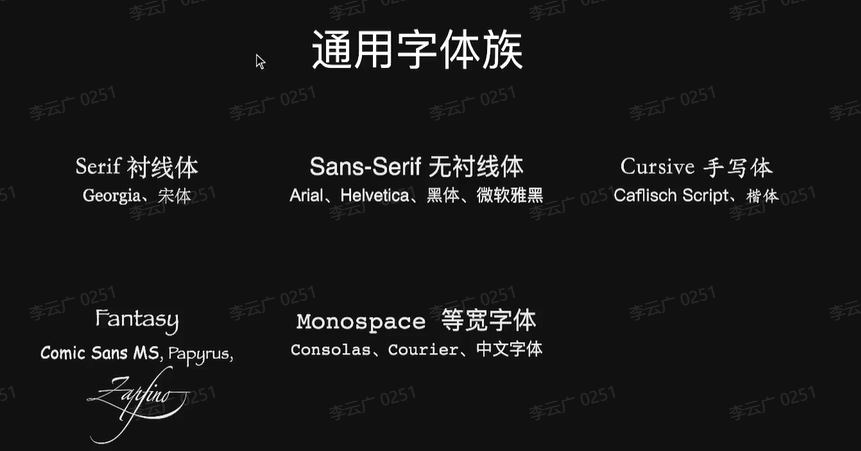 通用字体族
Serif 衬线体
Georgia、宋体
Sans-Serif 无衬线体
Arial、Helvetica、黑体、微软雅黑
Cursive 手写体
Caflisch Script、楷体
Fantasy
Comic Sans MS, Papyrus,
Zapfino
Monospace 等宽字体
Consolas、Courier、中文字体
李云广 0251